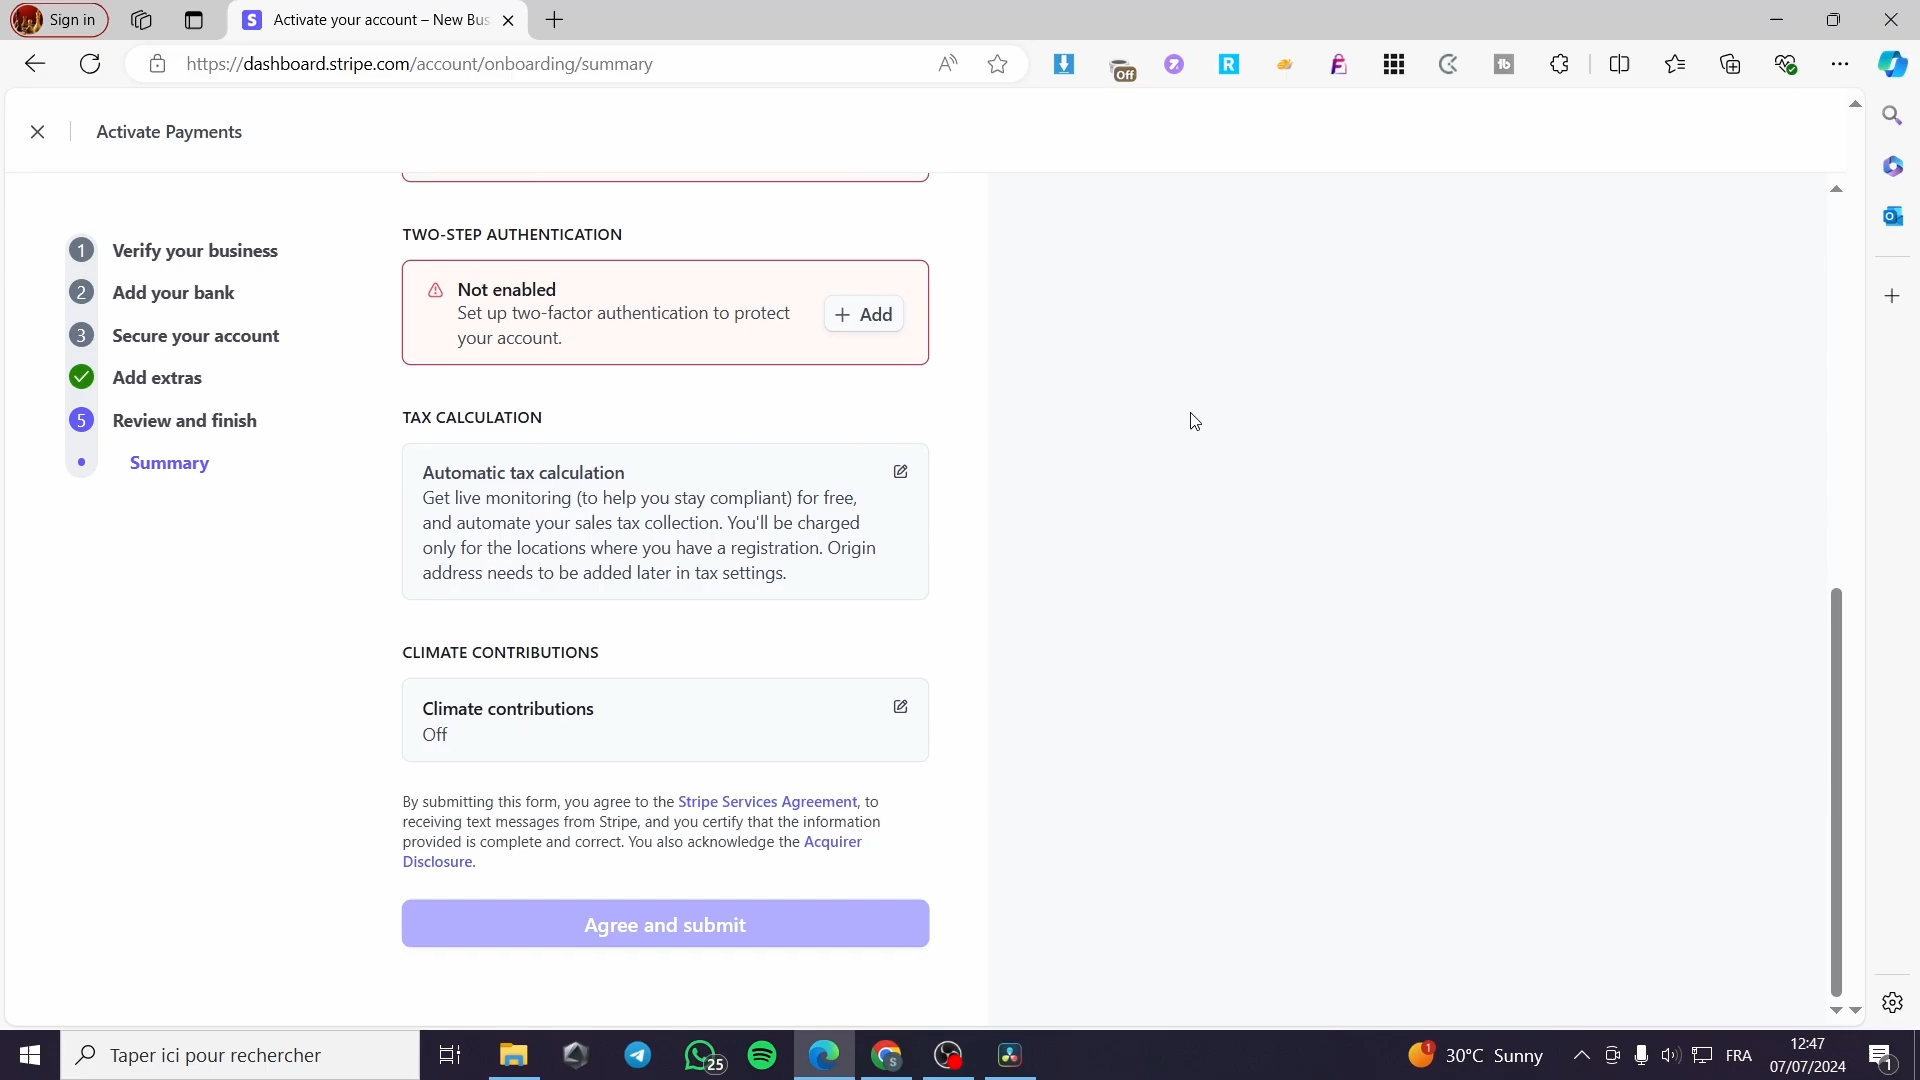 Sign in
Activate your account – New Bus
https://dashboard.stripe.com/account/onboarding/summary
Off
Activate Payments
1 Verify your business
2 Add your bank
3 Secure your account
Add extras
5 Review and finish
Summary
TWO-STEP AUTHENTICATION
Not enabled
Set up two-factor authentication to protect
your account.
+ Add
TAX CALCULATION
Automatic tax calculation
Get live monitoring (to help you stay compliant) for free,
and automate your sales tax collection. You'll be charged
only for the locations where you have a registration. Origin
address needs to be added later in tax settings.
CLIMATE CONTRIBUTIONS
Climate contributions
Off
By submitting this form, you agree to the Stripe Services Agreement, to
receiving text messages from Stripe, and you certify that the information
provided is complete and correct. You also acknowledge the Acquirer
Disclosure.
Agree and submit
Taper ici pour rechercher
25
1
30°C Sunny
FRA
12:47
07/07/2024
1